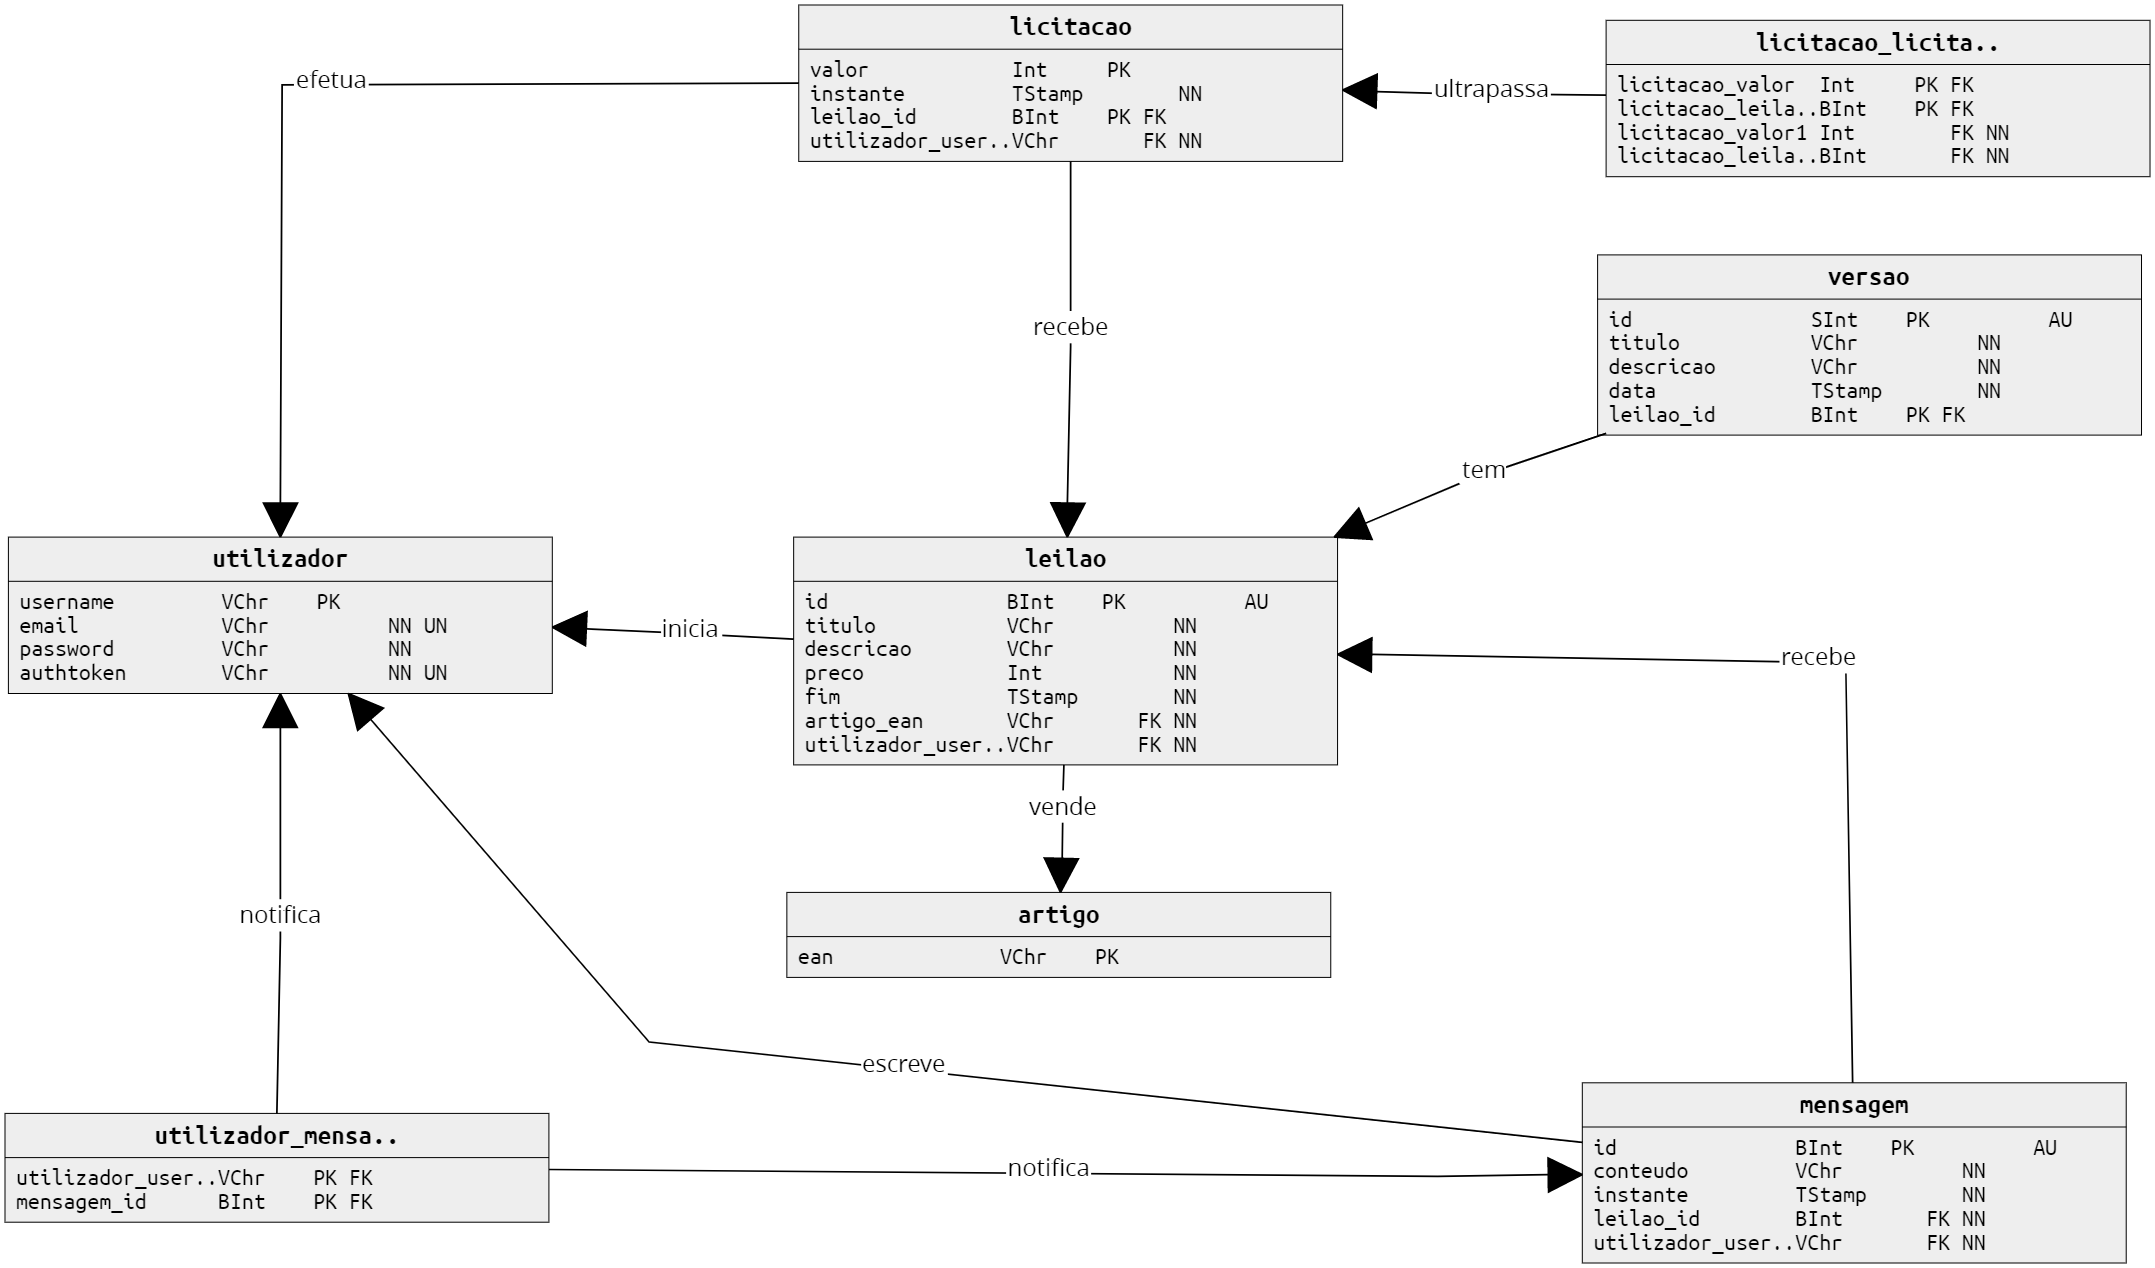 licitacao
valor Int PK
instante TStamp NN
leilao_id BInt PK FK
utilizador_user..VChr FK NN
efetua
ultrapassa
licitacao_licita..
licitacao_valor Int PK FK
licitacao_leila..BInt PK FK
licitacao_valor1 Int FK NN
licitacao_leila..BInt FK NN
recebe
versao
id SInt PK AU
titulo VChr NN
descricao VChr NN
data TStamp NN
leilao_id BInt PK FK
tem
utilizador
username VChr PK
email VChr NN UN
password VChr NN
authtoken VChr NN UN
inicia
leilao
id BInt PK AU
titulo VChr NN
descricao VChr NN
preco Int NN
fim TStamp NN
artigo_ean VChr FK NN
utilizador_user..VChr FK NN
recebe
vende
artigo
ean VChr PK
notifica
escreve
utilizador_mensa..
utilizador_user..VChr PK FK
mensagem_id BInt PK FK
notifica
mensagem
id BInt PK AU
conteudo VChr NN
instante TStamp NN
leilao_id BInt FK NN
utilizador_user..VChr FK NN